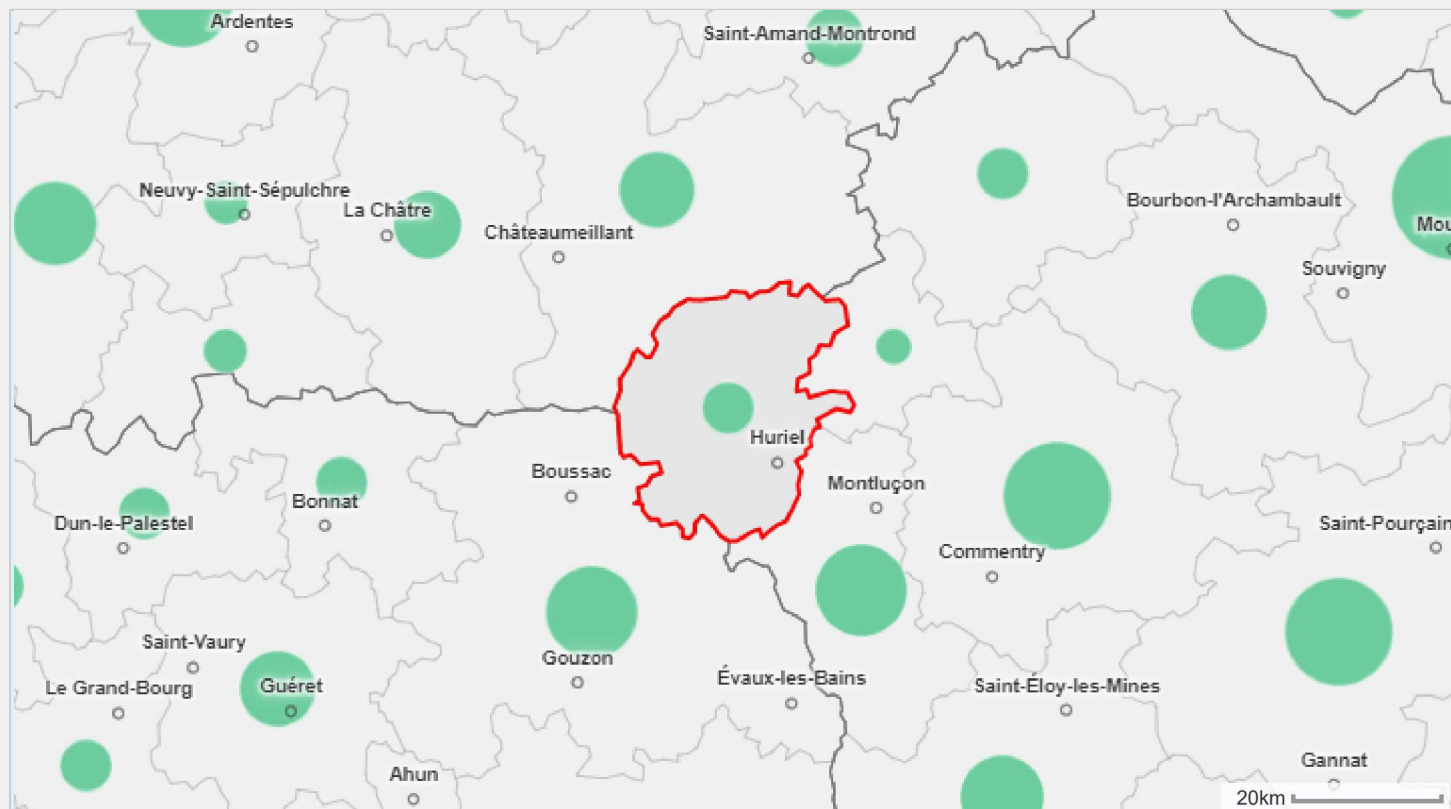 Ardentes
Saint-Amand-Montrond
Neuvy-Saint-Sépulchre
La Châtre
Bourbon-l'Archambault
Châteaumeillant
Mou
Souvigny
Huriel
Boussac
Montluçon
Bonnat
Dun-le-Palestel
Saint-Pourçain
Commentry
Saint-Vaury
Gouzon
Le Grand-Bourg
Guéret
Évaux-les-Bains
Saint-Éloy-les-Mines
Gannat
Ahun
20km